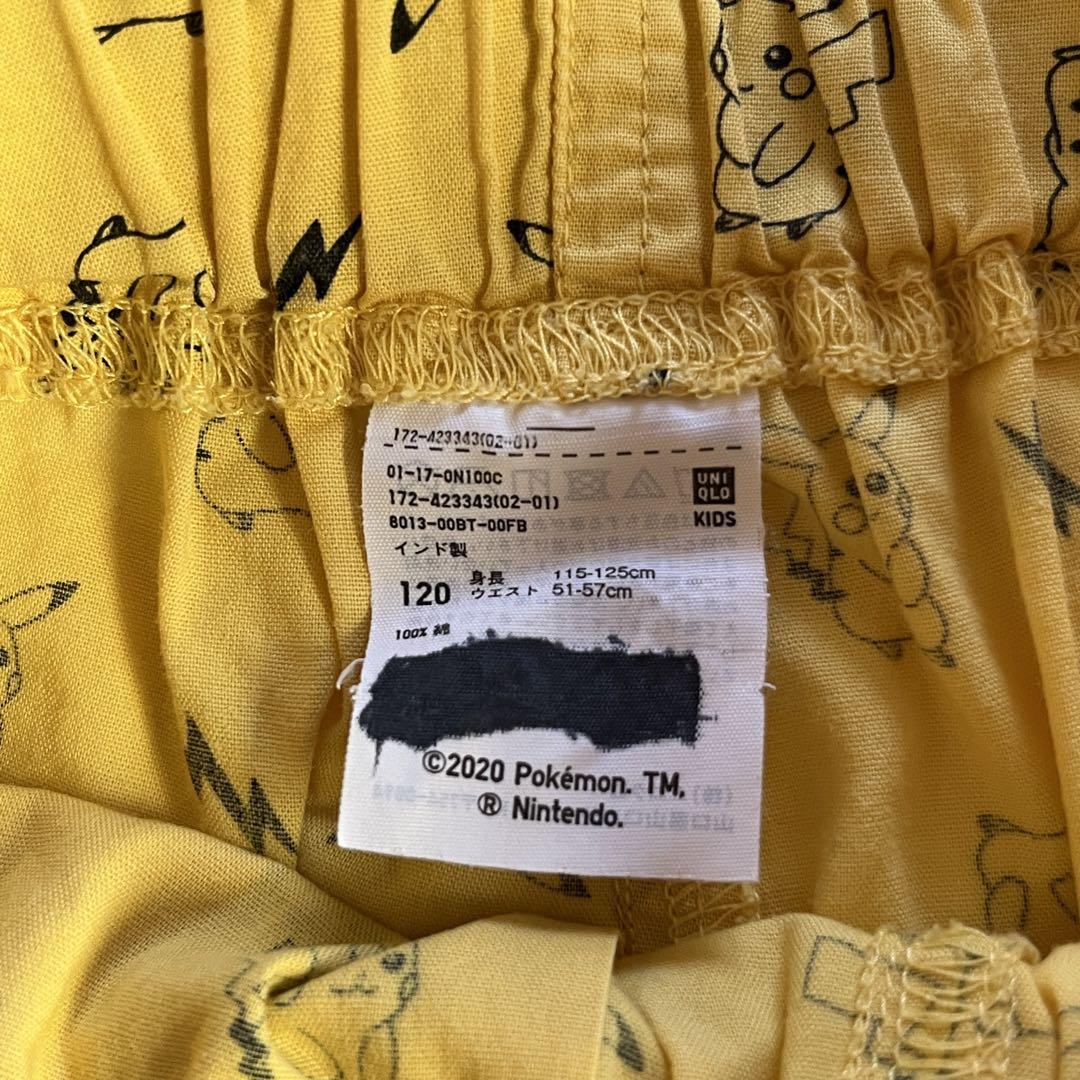 172-423343(02-01)
01-17-0N100C
172-423343(02-01)
8013-00BT-00FB
インド製
UNI
QLO
KIDS
120
身長 115-125cm
ウエスト 51-57cm
100% 綿
©2020 Pokémon. TM,
® Nintendo.